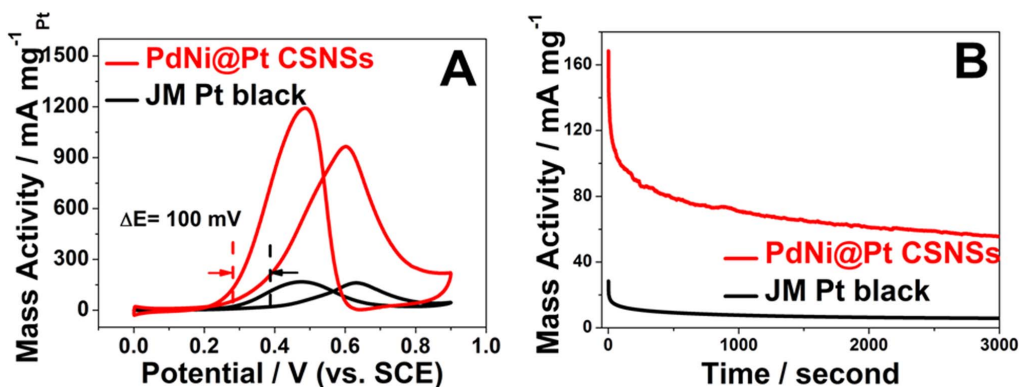 Mass Activity / mA mg⁻¹ Pt
1500
1200
900
600
300
0
PdNi@Pt CSNSs
JM Pt black
A
ΔE= 100 mV
0.0 0.2 0.4 0.6 0.8 1.0
Potential / V (vs. SCE)
Mass Activity / mA mg⁻¹
160
120
80
40
0
B
PdNi@Pt CSNSs
JM Pt black
0 1000 2000 3000
Time / second